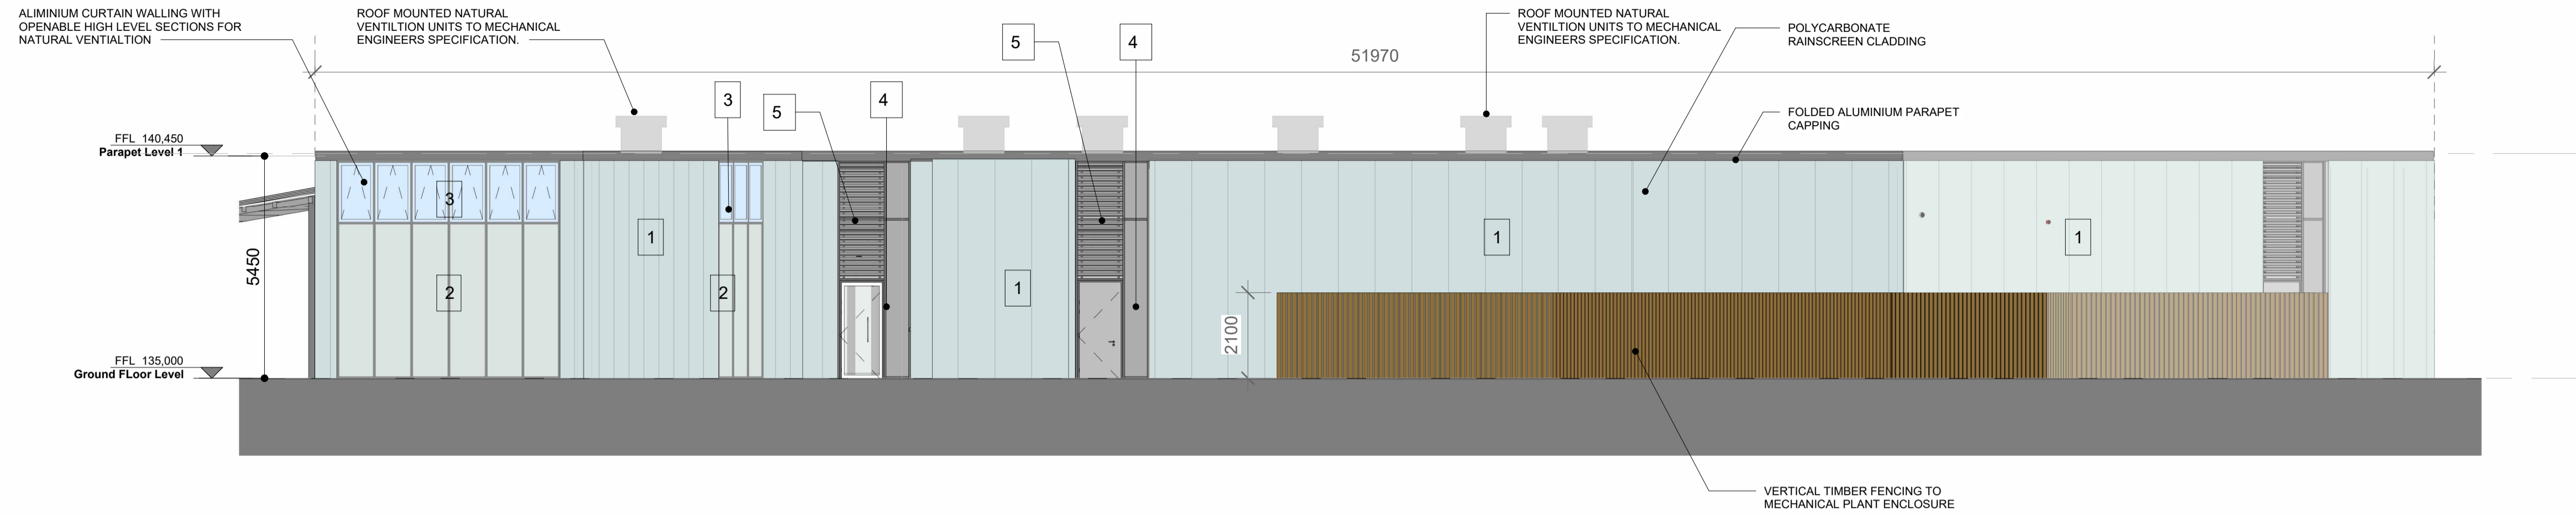 ALIMINIUM CURTAIN WALLING WITH
OPENABLE HIGH LEVEL SECTIONS FOR
NATURAL VENTIALTION
ROOF MOUNTED NATURAL
VENTILTION UNITS TO MECHANICAL
ENGINEERS SPECIFICATION.
5
4
ROOF MOUNTED NATURAL
VENTILTION UNITS TO MECHANICAL
ENGINEERS SPECIFICATION.
POLYCARBONATE
RAINSCREEN CLADDING
51970
3
5
4
FOLDED ALUMINIUM PARAPET
CAPPING
FFL 140,450
Parapet Level 1
3
1
1
1
5450
2
2
1
2100
FFL 135,000
Ground FLoor Level
VERTICAL TIMBER FENCING TO
MECHANICAL PLANT ENCLOSURE